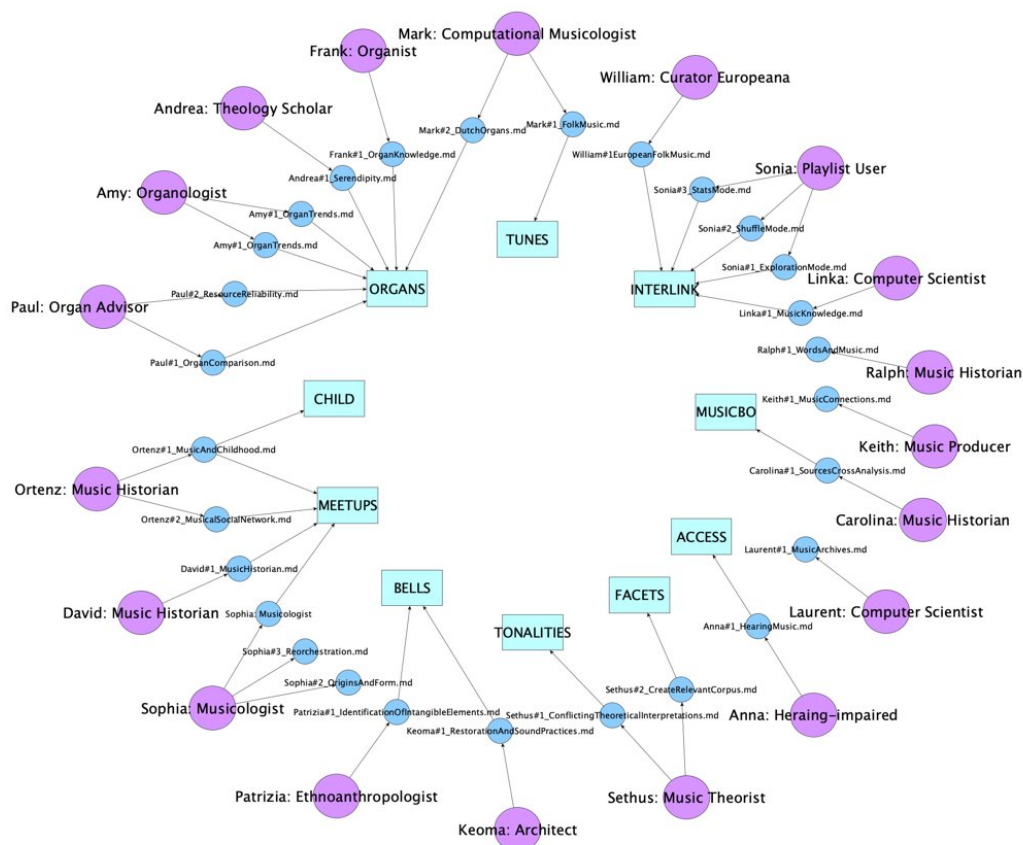 Mark: Computational Musicologist
Frank: Organist
William: Curator Europeana
Andrea: Theology Scholar
Mark#2_DutchOrgans.md
Mark#1_FolkMusic.md
Frank#1_OrganKnowledge.md
William#1EuropeanFolkMusic.md
Sonia: Playlist User
Andrea#1_Serendipity.md
Sonia#3_StatsMode.md
Amy: Organologist
Amy#1_OrganTrends.md
Sonia#2_ShuffleMode.md
TUNES
Amy#1_OrganTrends.md
Sonia#1_ExplorationMode.md
Linka: Computer Scientist
ORGANS
INTERLINK
Paul#2_ResourceReliability.md
Paul: Organ Advisor
Linka#1_MusicKnowledge.md
Ralph#1_WordsAndMusic.md
Paul#1_OrganComparison.md
Ralph: Music Historian
CHILD
Keith#1_MusicConnections.md
MUSICBO
Ortenz#1_MusicAndChildhood.md
Keith: Music Producer
Carolina#1_SourcesCrossAnalysis.md
Ortenz: Music Historian
MEETUPS
Ortenz#2_MusicalSocialNetwork.md
Carolina: Music Historian
ACCESS
Laurent#1_MusicArchives.md
David#1_MusicHistorian.md
BELLS
FACETS
David: Music Historian
Sophia: Musicologist
Laurent: Computer Scientist
Anna#1_HearingMusic.md
TONALITIES
Sophia#3_Reorchestration.md
Sophia#2_OriginsAndForm.md
Sethus#2_CreateRelevantCorpus.md
Sophia: Musicologist
Patrizia#1_IdentificationOfIntangibleElements.md
Sethus#1_ConflictingTheoreticalInterpretations.md
Anna: Heraing-impaired
Keoma#1_RestorationAndSoundPractices.md
Patrizia: Ethnoanthropologist
Sethus: Music Theorist
Keoma: Architect